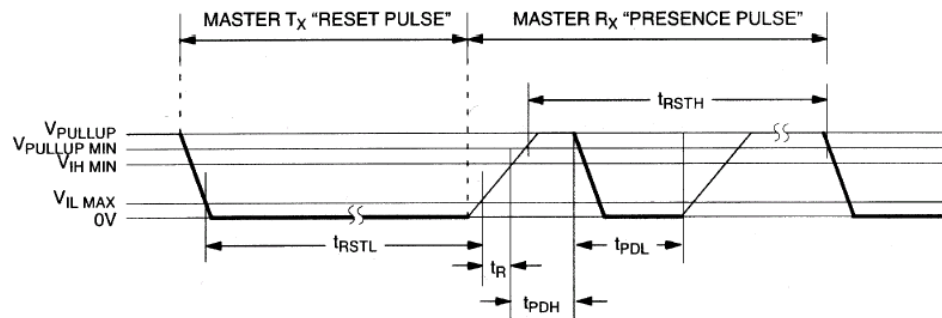 MASTER TX “RESET PULSE” MASTER RX “PRESENCE PULSE”
tRSTH
VPULLUP
VPULLUP MIN
VIH MIN
VIL MAX
0V
tRSTL
tPDL
tR
tPDH